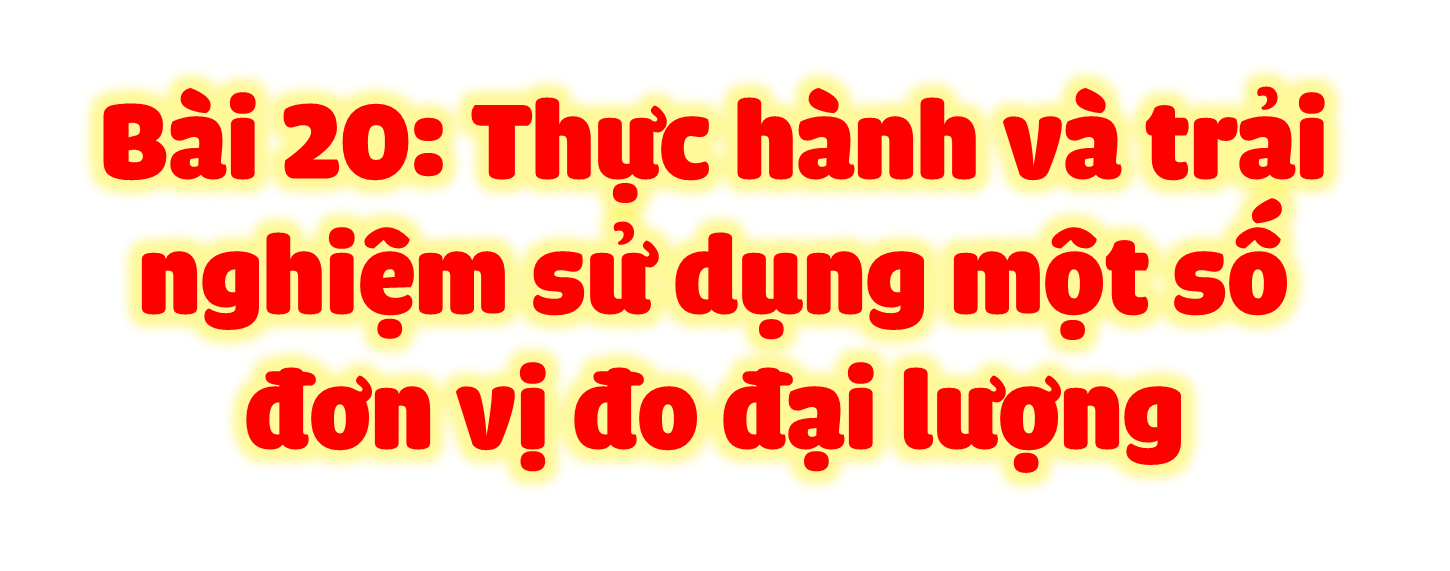 Bài 20: Thực hành và trải
nghiệm sử dụng một số
đơn vị đo đại lượng